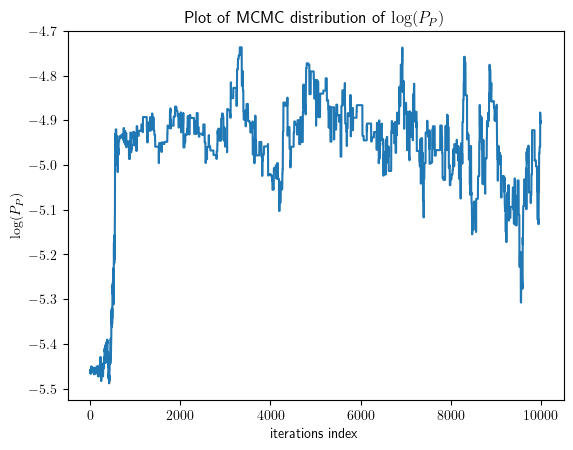 Plot of MCMC distribution of log(P_P)
−4.7
−4.8
−4.9
−5.0
−5.1
−5.2
−5.3
−5.4
−5.5
log(P_P)
0 2000 4000 6000 8000 10000
iterations index